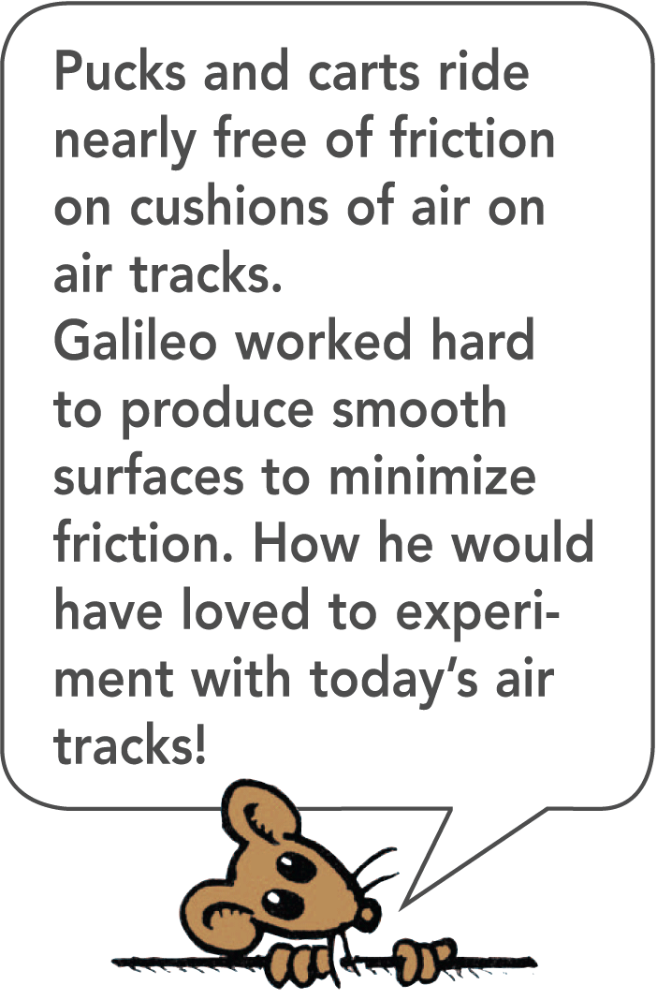 Pucks and carts ride
nearly free of friction
on cushions of air on
air tracks.
Galileo worked hard
to produce smooth
surfaces to minimize
friction. How he would
have loved to experi-
ment with today’s air
tracks!